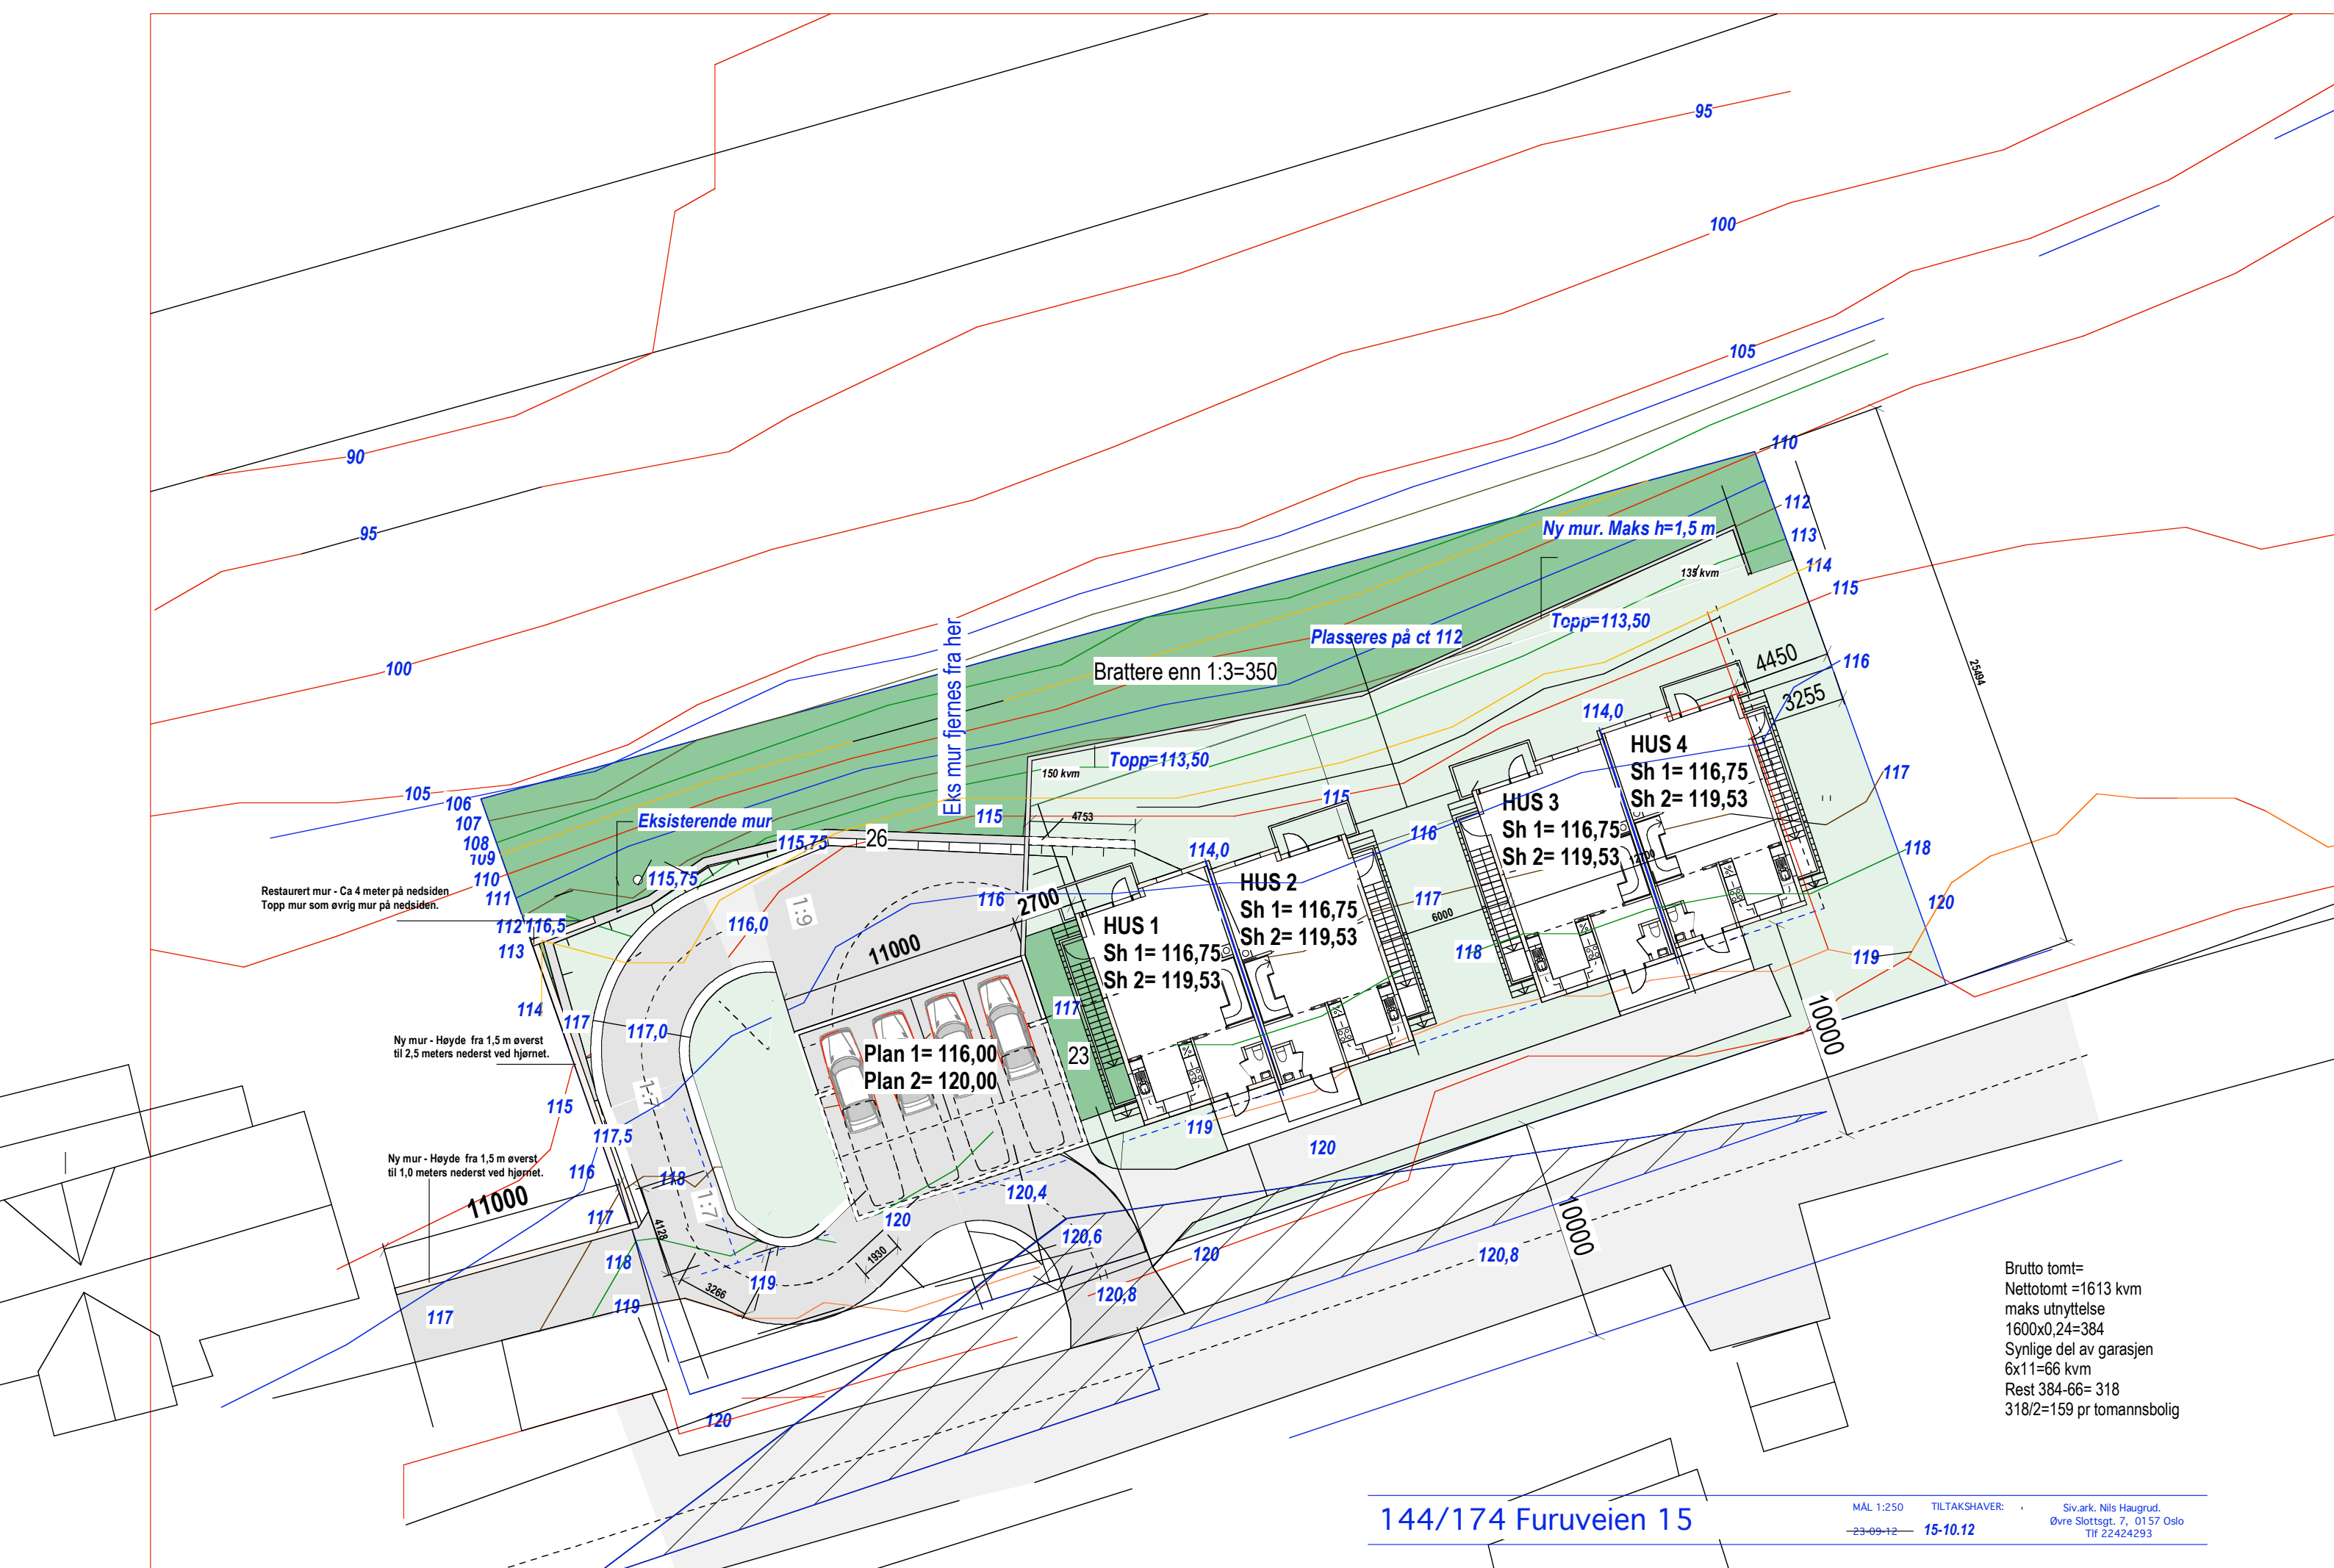 95
100
105
110
90
112
Ny mur. Maks h=1,5 m
95
113
114
135 kvm
115
Topp=113,50
Eks mur fjernes fra her
Plasseres på ct 112
116
4450
Brattere enn 1:3=350
100
25494
3255
114,0
HUS 4
Sh 1= 116,75
Sh 2= 119,53
Topp=113,50
150 kvm
117
105
106
115
HUS 3
Sh 1= 116,75
Sh 2= 119,53
12700
107
Eksisterende mur
115
4753
116
108
115,75
26
109
114,0
118
110
115,75
HUS 2
Sh 1= 116,75
Sh 2= 119,53
Restaurert mur - Ca 4 meter på nedsiden
Topp mur som øvrig mur på nedsiden.
111
116
2700
117
6000
120
112
116,5
116,0
1:9
HUS 1
Sh 1= 116,75
Sh 2= 119,53
113
11000
118
119
114
117
117,0
117
10000
Ny mur - Høyde fra 1,5 m øverst
til 2,5 meters nederst ved hjørnet.
Plan 1= 116,00
Plan 2= 120,00
23
1:7
115
117,5
119
120
Ny mur - Høyde fra 1,5 m øverst
til 1,0 meters nederst ved hjørnet.
116
118
11000
1:7
120,4
117
4128
120
10000
118
1930
120,6
120
120,8
119
3266
119
120,8
117
120
Brutto tomt=
Nettotomt =1613 kvm
maks utnyttelse
1600x0,24=384
Synlige del av garasjen
6x11=66 kvm
Rest 384-66= 318
318/2=159 pr tomannsbolig
144/174 Furuveien 15
MÅL 1:250
TILTAKSHAVER:
23-09-12
15-10.12
Siv.ark. Nils Haugrud.
Øvre Slottsgt. 7, 0157 Oslo
Tlf 22424293